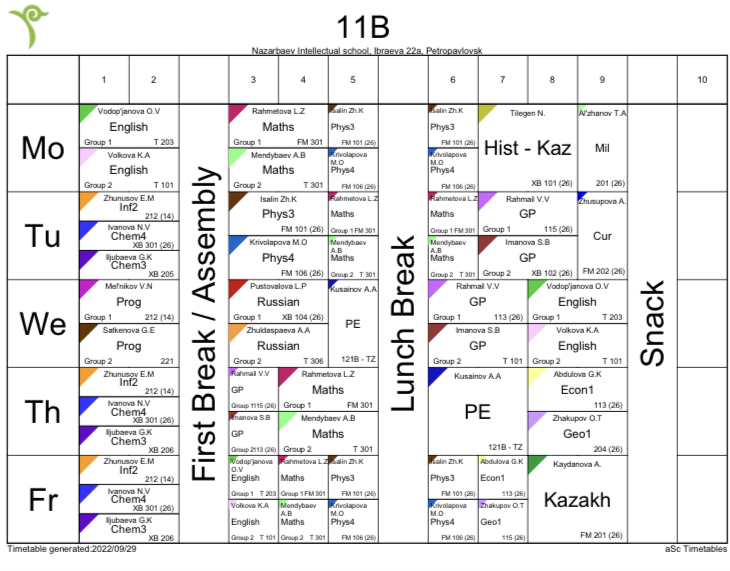 11B
Nazarbaev Intellectual school, Ibraeva 22a, Petropavlovsk
1 2 3 4 5 6 7 8 9 10
First Break / Assembly
Lunch Break
Snack
Mo
Vodop'janova O.V
English
Group 1 T 203
Volkova K.A
English
Group 2 T 101
Rahmetova L.Z
Maths
Group 1 FM 301
Mendybaev A.B
Maths
Group 2 T 301
Isalin Zh.K
Phys3
FM 101 (26)
Krivolapova
M.O
Phys4
FM 106 (26)
Isalin Zh.K
Phys3
FM 101 (26)
Krivolapova
M.O
Phys4
FM 106 (26)
Tilegen N.
Hist - Kaz
XB 101 (26)
Al'zhanov T.A
Mil
201 (26)
Tu
Zhunusov E.M
Inf2
212 (14)
Ivanova N.V
Chem4
XB 301 (26)
Iljubaeva G.K
Chem3
XB 205
Isalin Zh.K
Phys3
FM 101 (26)
Krivolapova M.O
Phys4
FM 106 (26)
Rahmetova L.Z
Maths
Group 1 FM 301
Mendybaev
A.B
Maths
Group 2 T 301
Rahmetova L.Z
Maths
Group 1 FM 301
Mendybaev
A.B
Maths
Group 2 T 301
Rahmail V.V
GP
Group 1 115 (26)
Imanova S.B
GP
Group 2 XB 102 (26)
Zhusupova A.
Cur
FM 202 (26)
We
Mel'nikov V.N
Prog
Group 1 212 (14)
Satkenova G.E
Prog
Group 2 221
Pustovalova L.P
Russian
Group 1 XB 104 (26)
Zhuldaspaeva A.A
Russian
Group 2 T 306
Kusainov A.A
PE
121B - TZ
Rahmail V.V
GP
Group 1 113 (26)
Imanova S.B
GP
Group 2 T 101
Vodop'janova O.V
English
Group 1 T 203
Volkova K.A
English
Group 2 T 101
Th
Zhunusov E.M
Inf2
212 (14)
Ivanova N.V
Chem4
XB 301 (26)
Iljubaeva G.K
Chem3
XB 206
Rahmail V.V
GP
Group 1115 (26)
Imanova S.B
GP
Group 2113 (26)
Rahmetova L.Z
Maths
Group 1 FM 301
Mendybaev A.B
Maths
Group 2 T 301
Kusainov A.A
PE
121B - TZ
Abdulova G.K
Econ1
113 (26)
Zhakupov O.T
Geo1
204 (26)
Fr
Zhunusov E.M
Inf2
212 (14)
Ivanova N.V
Chem4
XB 301 (26)
Iljubaeva G.K
Chem3
XB 206
Vodop'janova
O.V
English
Group 1 T 203
Volkova K.A
English
Group 2 T 101
Rahmetova L.Z
Maths
Group 1 FM 301
Mendybaev
A.B
Maths
Group 2 T 301
Isalin Zh.K
Phys3
FM 101 (26)
Krivolapova
M.O
Phys4
FM 106 (26)
Isalin Zh.K
Phys3
FM 101 (26)
Krivolapova
M.O
Phys4
FM 106 (26)
Abdulova G.K
Econ1
113 (26)
Zhakupov O.T
Geo1
115 (26)
Kaydanova A.
Kazakh
FM 201 (26)
Timetable generated:2022/09/29
aSc Timetables